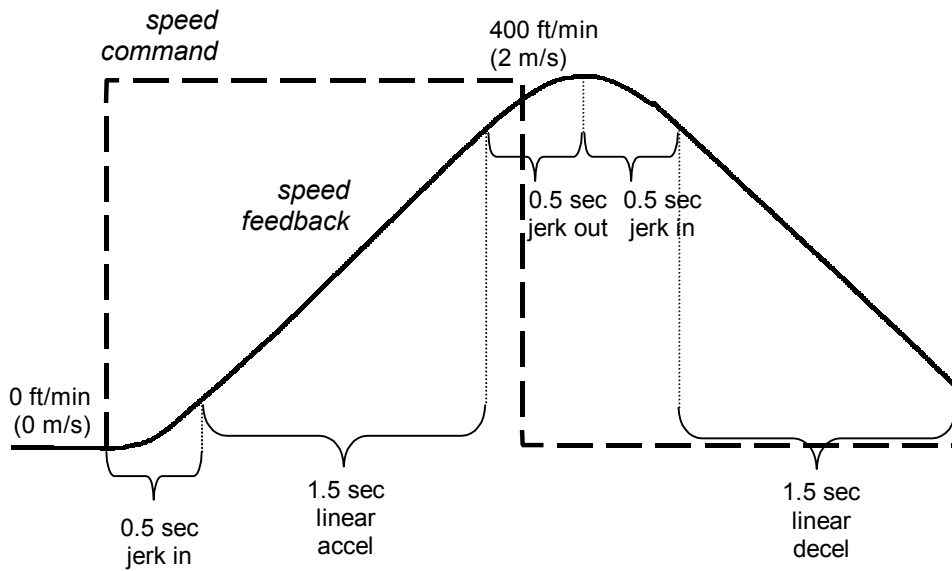 speed
command
400 ft/min
(2 m/s)
speed
feedback
0.5 sec
jerk out
0.5 sec
jerk in
0 ft/min
(0 m/s)
0.5 sec
jerk in
1.5 sec
linear
accel
1.5 sec
linear
decel